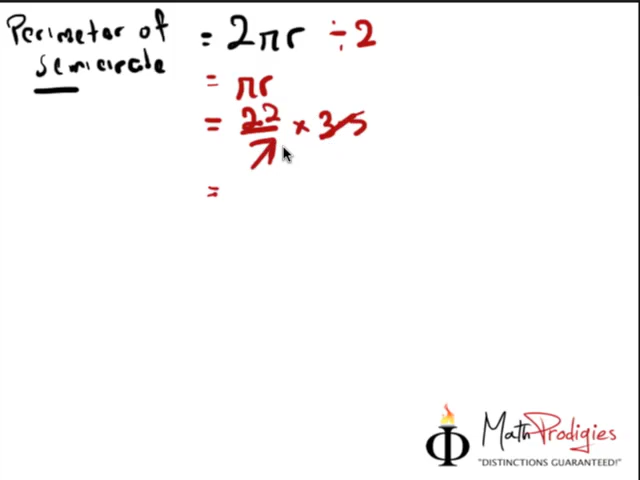 Perimeter of = 2πr ÷ 2
semicircle
= πr
= 22/7 × 35
=
Φ MathProdigies
"DISTINCTIONS GUARANTEED!"